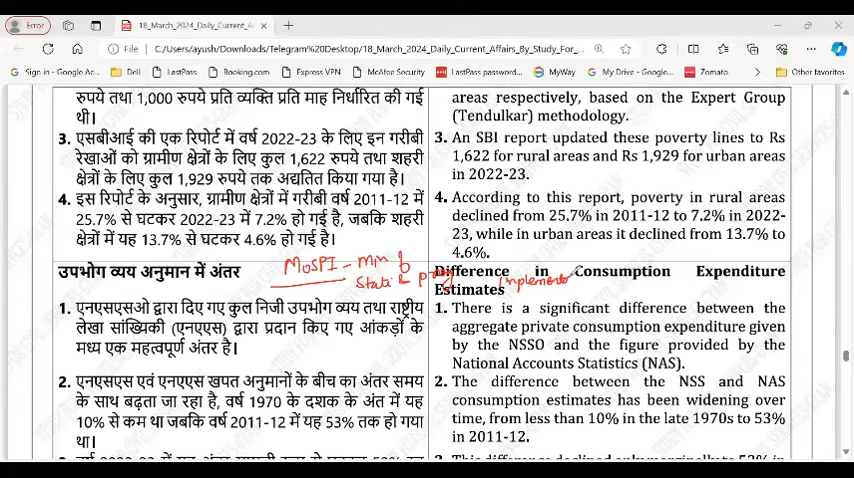 Error
18_March_2024_Daily_Current_A
File
C:/Users/ayush/Downloads/Telegram%20Desktop/18_March_2024_Daily_Current_Affairs_By_Study_For_...
Sign in - Google Ac...
Dell
LastPass
Booking.com
Express VPN
McAfee Security
LastPass password...
MyWay
My Drive - Google...
Zomato
Other favorites
रुपये तथा 1,000 रुपये प्रति व्यक्ति प्रति माह निर्धारित की गई
थी।
3. एसबीआई की एक रिपोर्ट में वर्ष 2022-23 के लिए इन गरीबी
रेखाओं को ग्रामीण क्षेत्रों के लिए कुल 1,622 रुपये तथा शहरी
क्षेत्रों के लिए कुल 1,929 रुपये तक अद्यतित किया गया है।
4. इस रिपोर्ट के अनुसार, ग्रामीण क्षेत्रों में गरीबी वर्ष 2011-12 में
25.7% से घटकर 2022-23 में 7.2% हो गई है, जबकि शहरी
क्षेत्रों में यह 13.7% से घटकर 4.6% हो गई है।
उपभोग व्यय अनुमान में अंतर
MoSPI - Min of
Stati & prog
Implement
1. एनएसएसओ द्वारा दिए गए कुल निजी उपभोग व्यय तथा राष्ट्रीय
लेखा सांख्यिकी (एनएएस) द्वारा प्रदान किए गए आंकड़ों के
मध्य एक महत्वपूर्ण अंतर है।
2. एनएसएस एवं एनएएस खपत अनुमानों के बीच का अंतर समय
के साथ बढ़ता जा रहा है, वर्ष 1970 के दशक के अंत में यह
10% से कम था जबकि वर्ष 2011-12 में यह 53% तक हो गया
था।
areas respectively, based on the Expert Group
(Tendulkar) methodology.
3. An SBI report updated these poverty lines to Rs
1,622 for rural areas and Rs 1,929 for urban areas
in 2022-23.
4. According to this report, poverty in rural areas
declined from 25.7% in 2011-12 to 7.2% in 2022-
23, while in urban areas it declined from 13.7% to
4.6%.
Difference in Consumption Expenditure
Estimates
1. There is a significant difference between the
aggregate private consumption expenditure given
by the NSSO and the figure provided by the
National Accounts Statistics (NAS).
2. The difference between the NSS and NAS
consumption estimates has been widening over
time, from less than 10% in the late 1970s to 53%
in 2011-12.